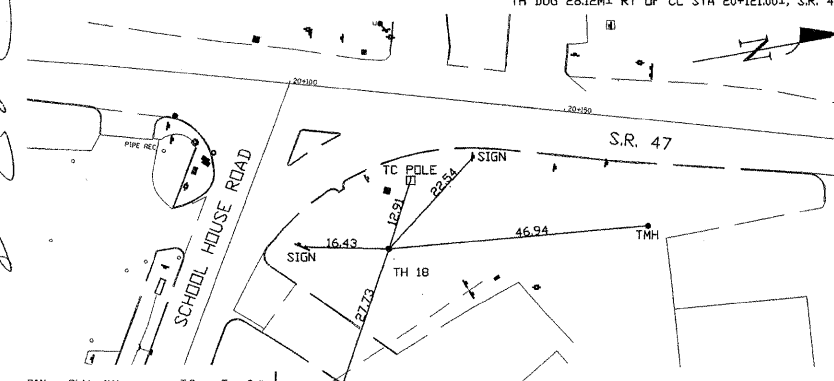 TH DUG 28.12M± RT OF CL STA 20+121.001, S.R. 4
N
20+100
20+150
S.R. 47
PIPE REC
SCHOOL HOUSE ROAD
TC POLE
SIGN
22.54
12.91
46.94
TMH
16.43
SIGN
TH 18
27.73